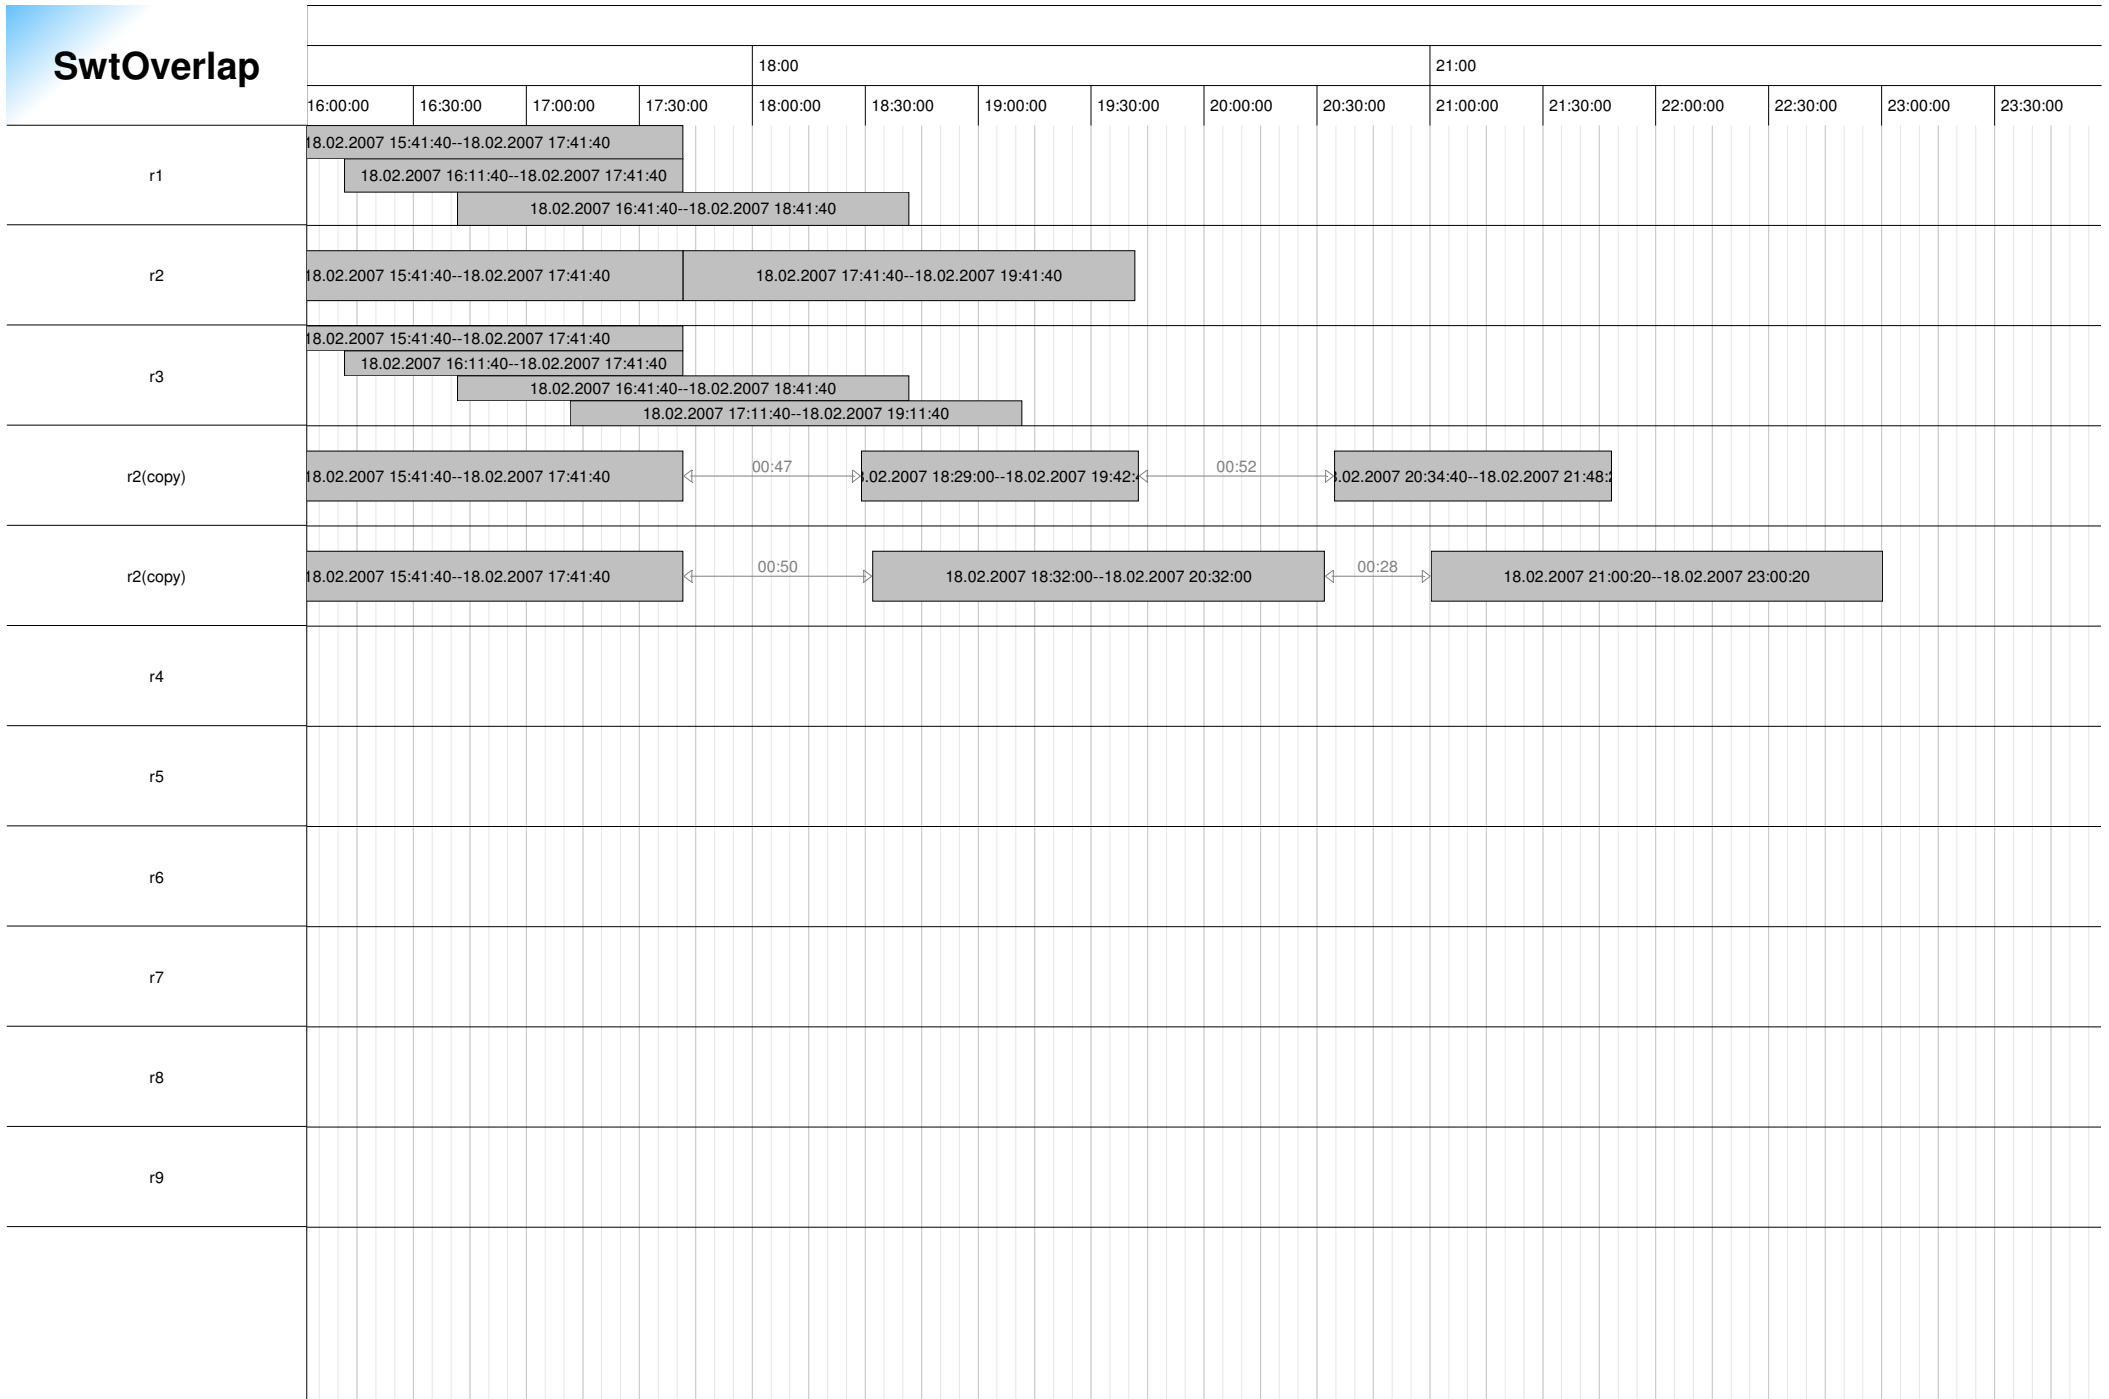 SwtOverlap
18:00 21:00
16:00:00 16:30:00 17:00:00 17:30:00 18:00:00 18:30:00 19:00:00 19:30:00 20:00:00 20:30:00 21:00:00 21:30:00 22:00:00 22:30:00 23:00:00 23:30:00
r1
18.02.2007 15:41:40--18.02.2007 17:41:40
18.02.2007 16:11:40--18.02.2007 17:41:40
18.02.2007 16:41:40--18.02.2007 18:41:40
r2
18.02.2007 15:41:40--18.02.2007 17:41:40 18.02.2007 17:41:40--18.02.2007 19:41:40
r3
18.02.2007 15:41:40--18.02.2007 17:41:40
18.02.2007 16:11:40--18.02.2007 17:41:40
18.02.2007 16:41:40--18.02.2007 18:41:40
18.02.2007 17:11:40--18.02.2007 19:11:40
r2(copy)
18.02.2007 15:41:40--18.02.2007 17:41:40 00:47 .02.2007 18:29:00--18.02.2007 19:42: 00:52 .02.2007 20:34:40--18.02.2007 21:48:
r2(copy)
18.02.2007 15:41:40--18.02.2007 17:41:40 00:50 18.02.2007 18:32:00--18.02.2007 20:32:00 00:28 18.02.2007 21:00:20--18.02.2007 23:00:20
r4
r5
r6
r7
r8
r9